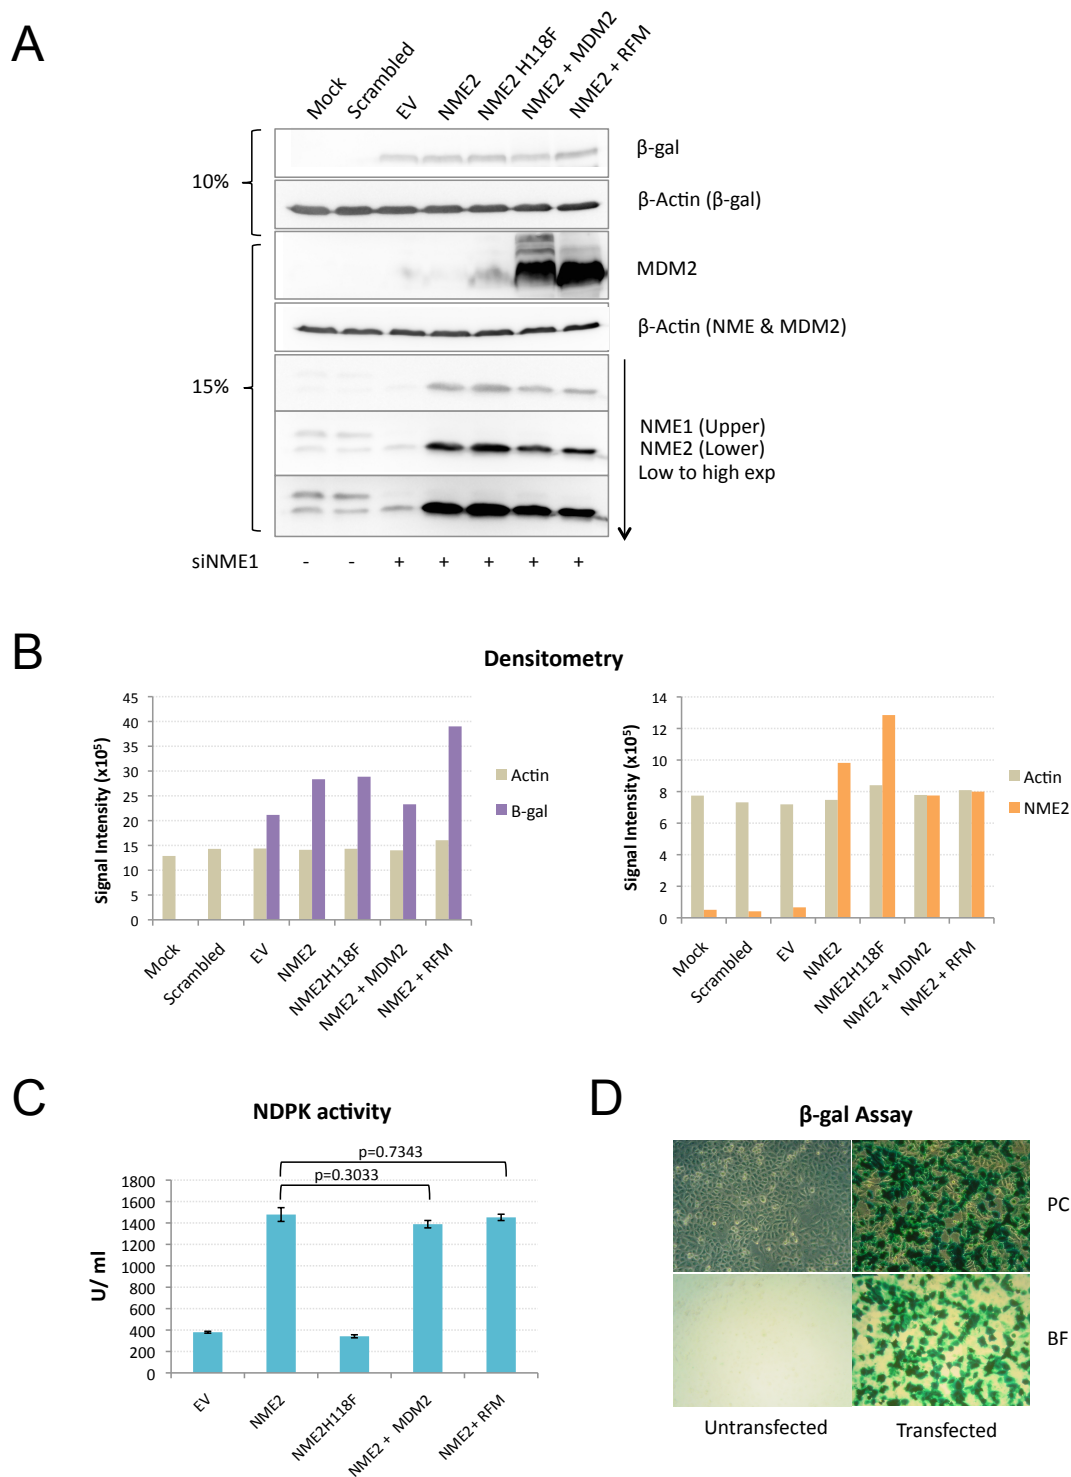 A
Mock
Scrambled
EV
NME2
NME2 H118F
NME2 + MDM2
NME2 + RFM
β-gal
10%
β-Actin (β-gal)
MDM2
β-Actin (NME & MDM2)
15%
NME1 (Upper)
NME2 (Lower)
Low to high exp
siNME1 - - + + + + +
B
Densitometry
Signal Intensity (x10⁵)
45
40
35
30
25
20
15
10
5
0
Actin
B-gal
Mock
Scrambled
EV
NME2
NME2H118F
NME2 + MDM2
NME2 + RFM
Signal Intensity (x10⁵)
14
12
10
8
6
4
2
0
Actin
NME2
Mock
Scrambled
EV
NME2
NME2H118F
NME2 + MDM2
NME2 + RFM
C
NDPK activity
p=0.7343
p=0.3033
U/ ml
1800
1600
1400
1200
1000
800
600
400
200
0
EV
NME2
NME2H118F
NME2 + MDM2
NME2+ RFM
D
β-gal Assay
PC
BF
Untransfected
Transfected